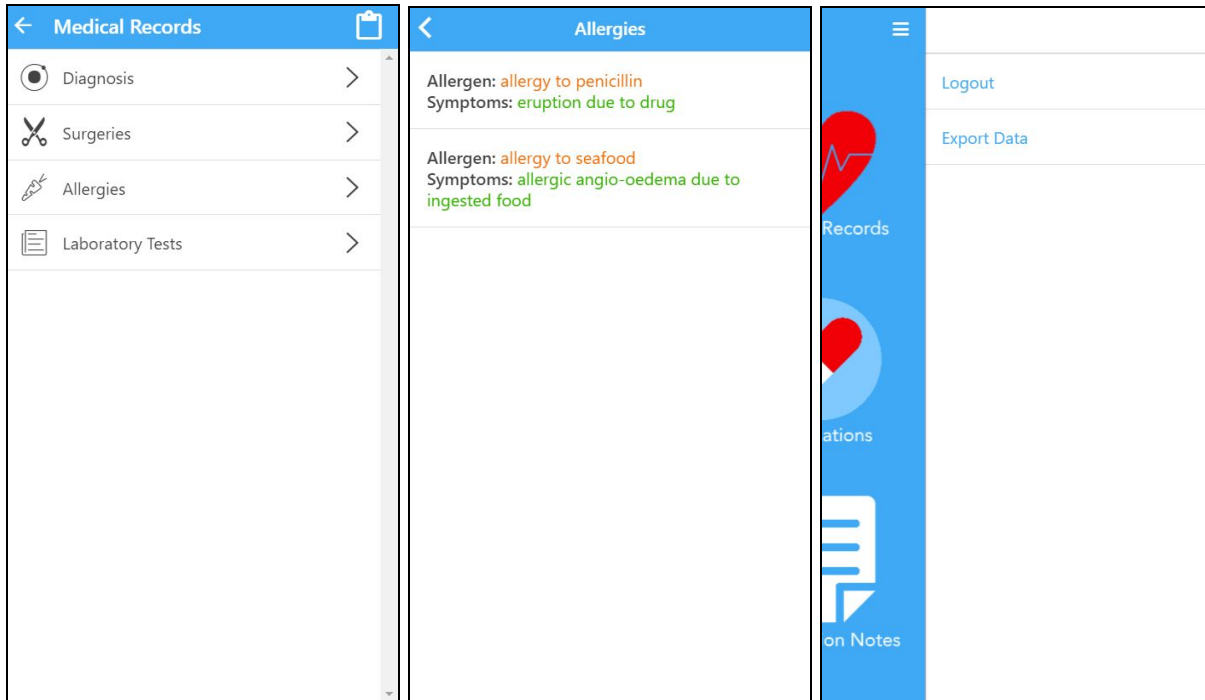 Medical Records
Diagnosis
Surgeries
Allergies
Laboratory Tests
Allergies
Allergen: allergy to penicillin
Symptoms: eruption due to drug
Allergen: allergy to seafood
Symptoms: allergic angio-oedema due to
ingested food
Records
ations
on Notes
Logout
Export Data